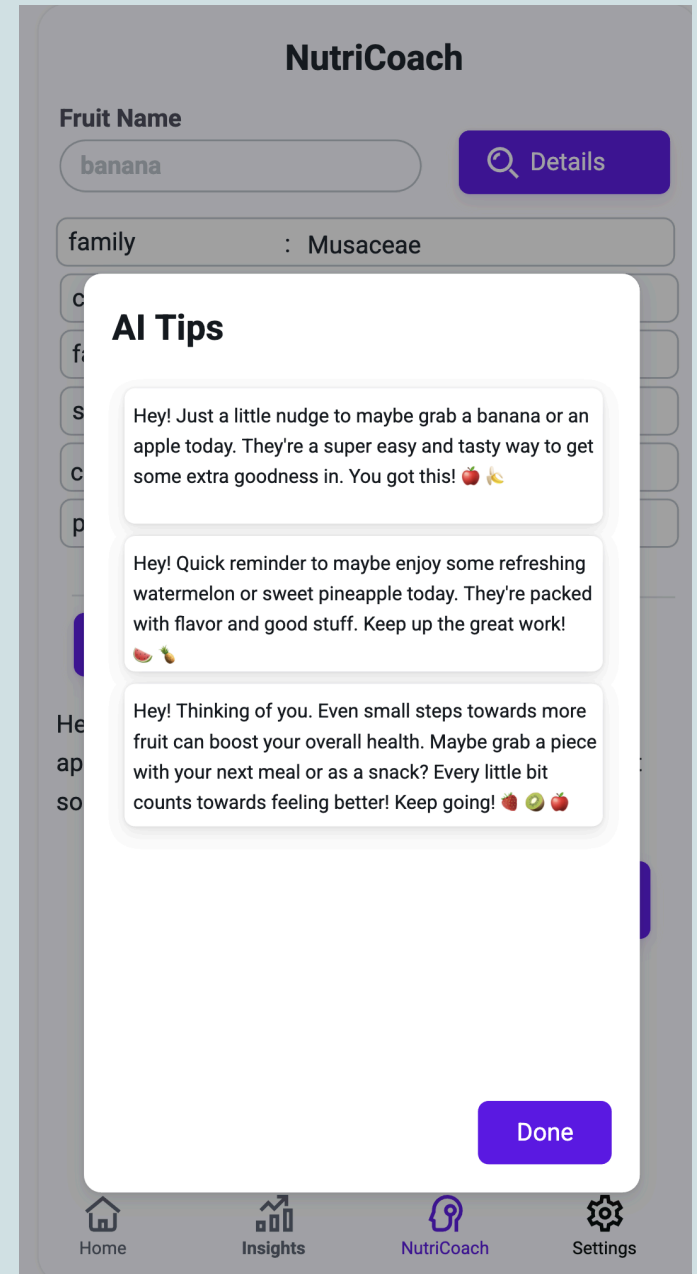 NutriCoach
Fruit Name
banana
Details
family : Musaceae
AI Tips
Hey! Just a little nudge to maybe grab a banana or an
apple today. They're a super easy and tasty way to get
some extra goodness in. You got this! 🍎 🍌
Hey! Quick reminder to maybe enjoy some refreshing
watermelon or sweet pineapple today. They're packed
with flavor and good stuff. Keep up the great work!
🍉 🍍
Hey! Thinking of you. Even small steps towards more
fruit can boost your overall health. Maybe grab a piece
with your next meal or as a snack? Every little bit
counts towards feeling better! Keep going! 🍓 🥝 🍎
Done
Home Insights NutriCoach Settings